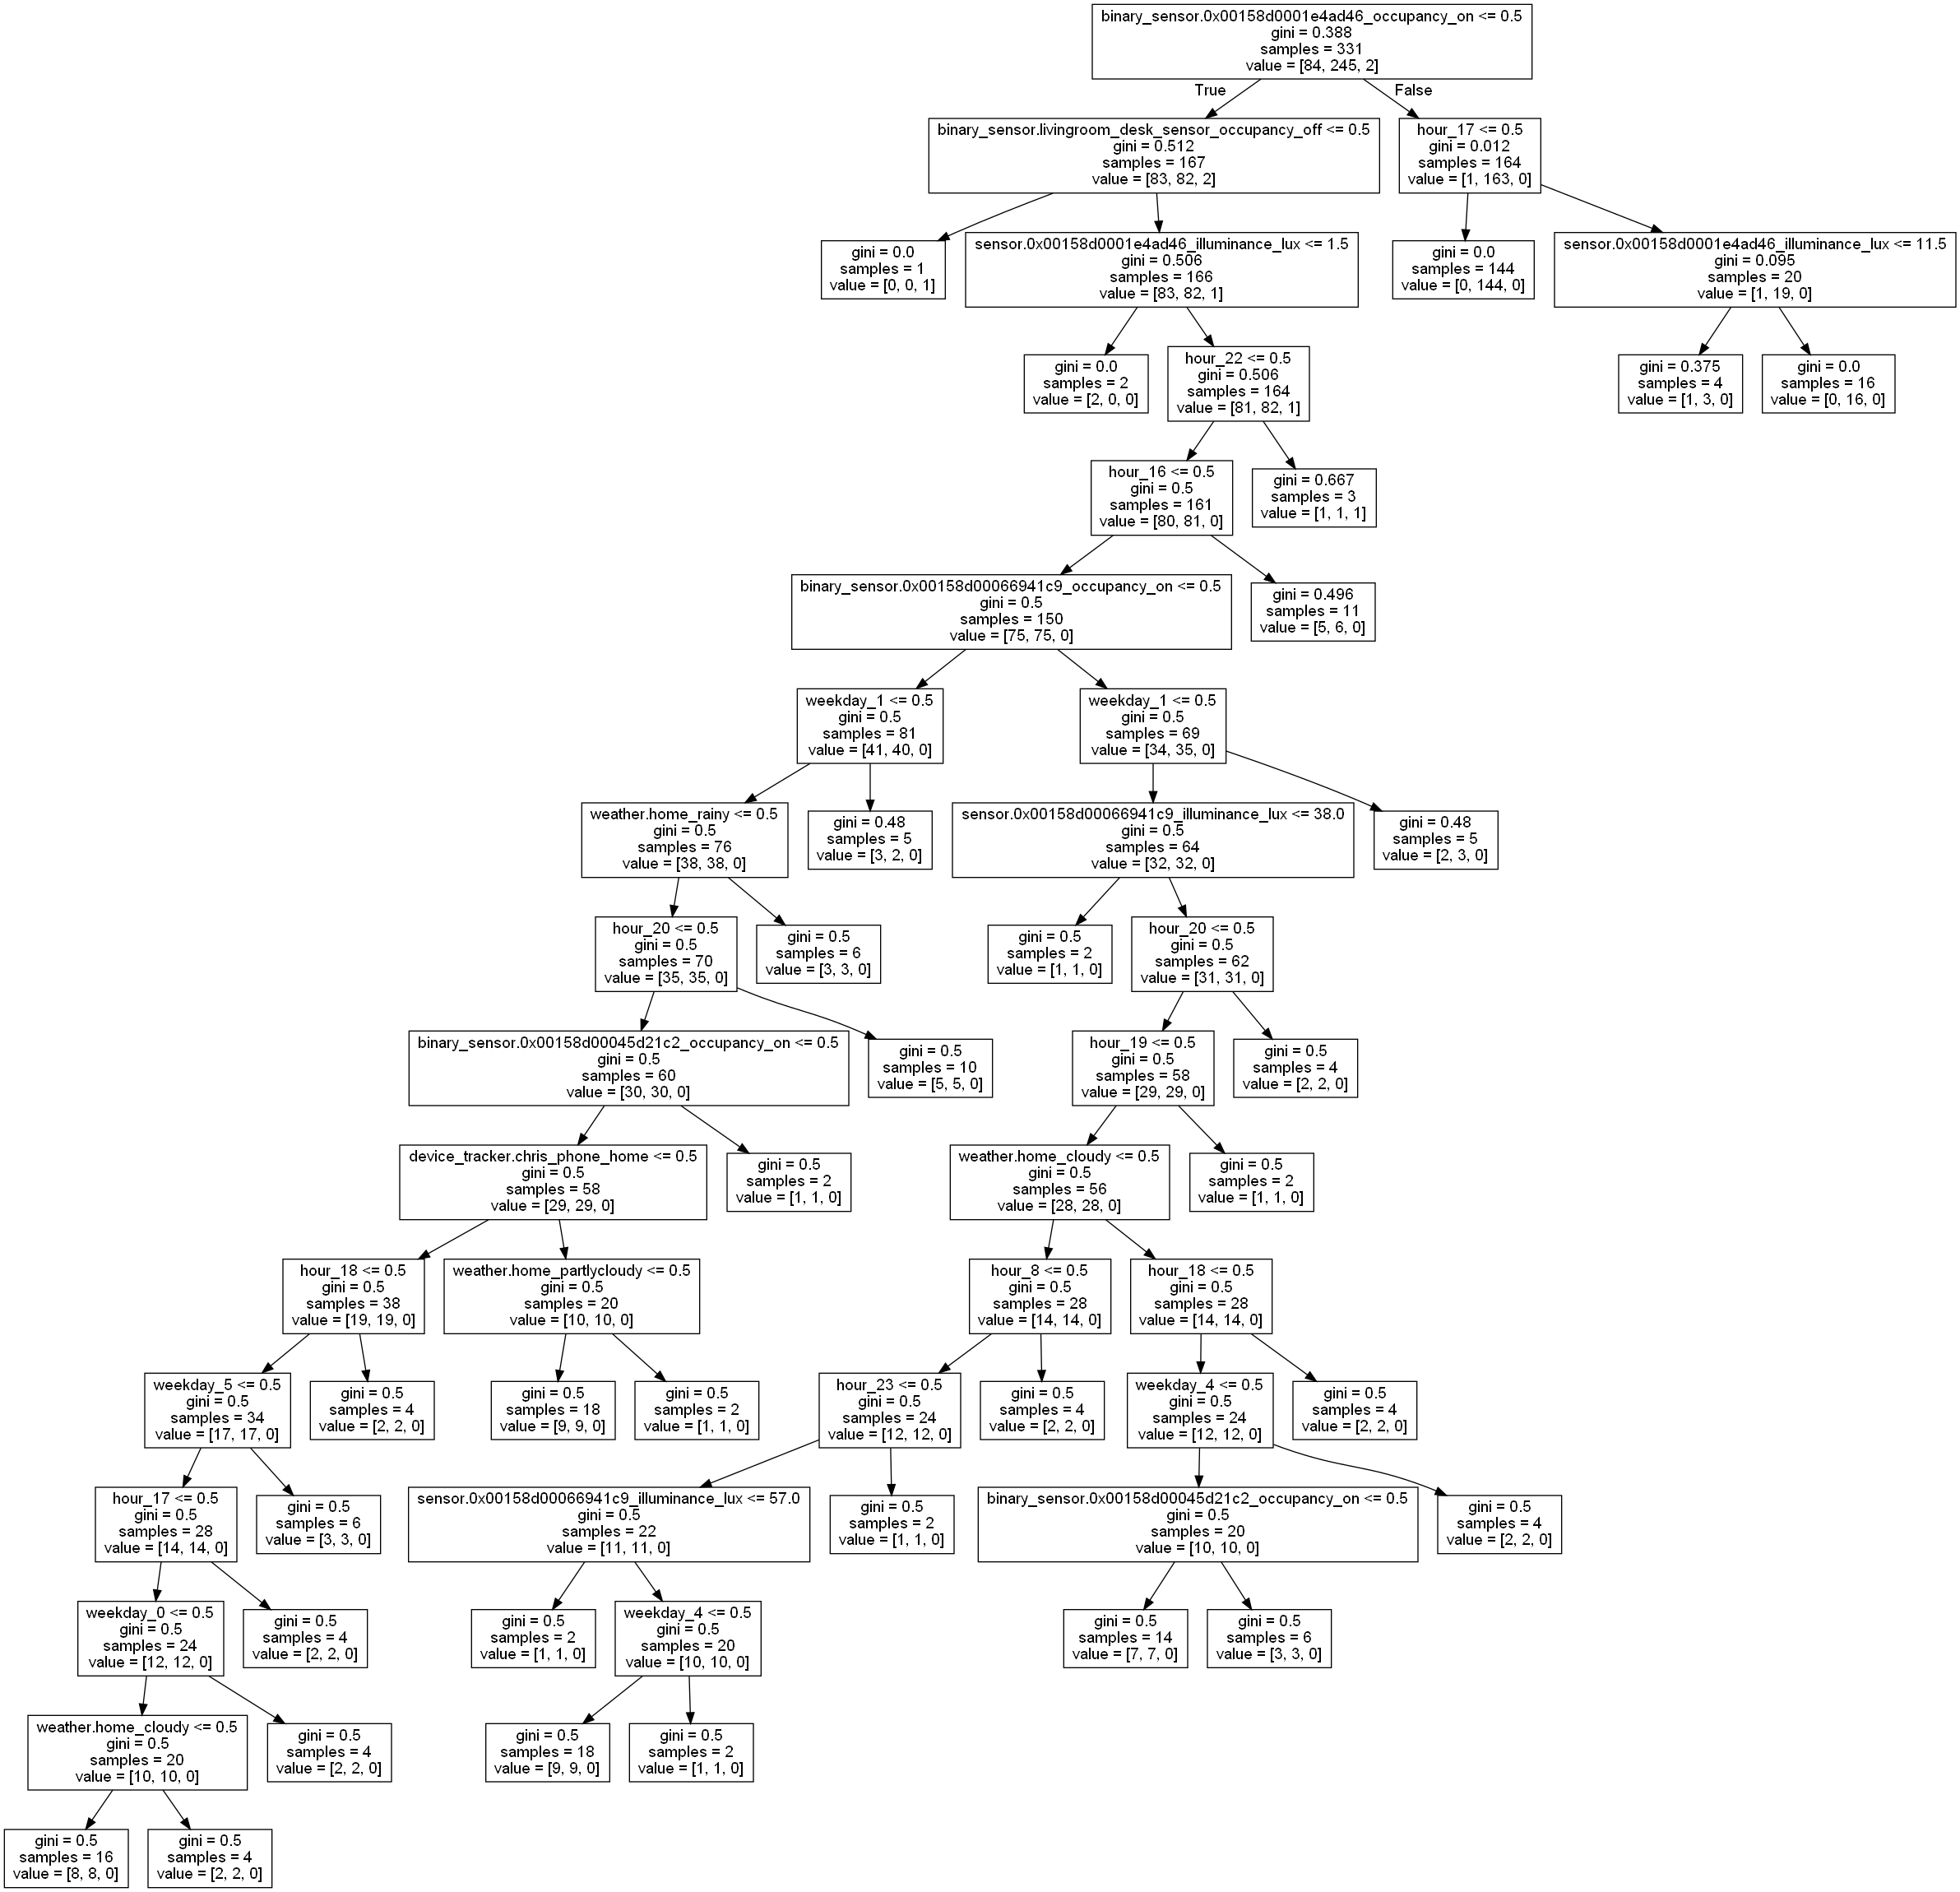 binary_sensor.0x00158d0001e4ad46_occupancy_on <= 0.5
gini = 0.388
samples = 331
value = [84, 245, 2]
True
False
binary_sensor.livingroom_desk_sensor_occupancy_off <= 0.5
gini = 0.512
samples = 167
value = [83, 82, 2]
hour_17 <= 0.5
gini = 0.012
samples = 164
value = [1, 163, 0]
gini = 0.0
samples = 1
value = [0, 0, 1]
sensor.0x00158d0001e4ad46_illuminance_lux <= 1.5
gini = 0.506
samples = 166
value = [83, 82, 1]
gini = 0.0
samples = 144
value = [0, 144, 0]
sensor.0x00158d0001e4ad46_illuminance_lux <= 11.5
gini = 0.095
samples = 20
value = [1, 19, 0]
gini = 0.0
samples = 2
value = [2, 0, 0]
hour_22 <= 0.5
gini = 0.506
samples = 164
value = [81, 82, 1]
gini = 0.375
samples = 4
value = [1, 3, 0]
gini = 0.0
samples = 16
value = [0, 16, 0]
hour_16 <= 0.5
gini = 0.5
samples = 161
value = [80, 81, 0]
gini = 0.667
samples = 3
value = [1, 1, 1]
binary_sensor.0x00158d00066941c9_occupancy_on <= 0.5
gini = 0.5
samples = 150
value = [75, 75, 0]
gini = 0.496
samples = 11
value = [5, 6, 0]
weekday_1 <= 0.5
gini = 0.5
samples = 81
value = [41, 40, 0]
weekday_1 <= 0.5
gini = 0.5
samples = 69
value = [34, 35, 0]
weather.home_rainy <= 0.5
gini = 0.5
samples = 76
value = [38, 38, 0]
gini = 0.48
samples = 5
value = [3, 2, 0]
sensor.0x00158d00066941c9_illuminance_lux <= 38.0
gini = 0.5
samples = 64
value = [32, 32, 0]
gini = 0.48
samples = 5
value = [2, 3, 0]
hour_20 <= 0.5
gini = 0.5
samples = 70
value = [35, 35, 0]
gini = 0.5
samples = 6
value = [3, 3, 0]
gini = 0.5
samples = 2
value = [1, 1, 0]
hour_20 <= 0.5
gini = 0.5
samples = 62
value = [31, 31, 0]
binary_sensor.0x00158d00045d21c2_occupancy_on <= 0.5
gini = 0.5
samples = 60
value = [30, 30, 0]
gini = 0.5
samples = 10
value = [5, 5, 0]
hour_19 <= 0.5
gini = 0.5
samples = 58
value = [29, 29, 0]
gini = 0.5
samples = 4
value = [2, 2, 0]
device_tracker.chris_phone_home <= 0.5
gini = 0.5
samples = 58
value = [29, 29, 0]
gini = 0.5
samples = 2
value = [1, 1, 0]
weather.home_cloudy <= 0.5
gini = 0.5
samples = 56
value = [28, 28, 0]
gini = 0.5
samples = 2
value = [1, 1, 0]
hour_18 <= 0.5
gini = 0.5
samples = 38
value = [19, 19, 0]
weather.home_partlycloudy <= 0.5
gini = 0.5
samples = 20
value = [10, 10, 0]
hour_8 <= 0.5
gini = 0.5
samples = 28
value = [14, 14, 0]
hour_18 <= 0.5
gini = 0.5
samples = 28
value = [14, 14, 0]
weekday_5 <= 0.5
gini = 0.5
samples = 34
value = [17, 17, 0]
gini = 0.5
samples = 4
value = [2, 2, 0]
gini = 0.5
samples = 18
value = [9, 9, 0]
gini = 0.5
samples = 2
value = [1, 1, 0]
hour_23 <= 0.5
gini = 0.5
samples = 24
value = [12, 12, 0]
gini = 0.5
samples = 4
value = [2, 2, 0]
weekday_4 <= 0.5
gini = 0.5
samples = 24
value = [12, 12, 0]
gini = 0.5
samples = 4
value = [2, 2, 0]
hour_17 <= 0.5
gini = 0.5
samples = 28
value = [14, 14, 0]
gini = 0.5
samples = 6
value = [3, 3, 0]
sensor.0x00158d00066941c9_illuminance_lux <= 57.0
gini = 0.5
samples = 22
value = [11, 11, 0]
gini = 0.5
samples = 2
value = [1, 1, 0]
binary_sensor.0x00158d00045d21c2_occupancy_on <= 0.5
gini = 0.5
samples = 20
value = [10, 10, 0]
gini = 0.5
samples = 4
value = [2, 2, 0]
weekday_0 <= 0.5
gini = 0.5
samples = 24
value = [12, 12, 0]
gini = 0.5
samples = 4
value = [2, 2, 0]
gini = 0.5
samples = 2
value = [1, 1, 0]
weekday_4 <= 0.5
gini = 0.5
samples = 20
value = [10, 10, 0]
gini = 0.5
samples = 14
value = [7, 7, 0]
gini = 0.5
samples = 6
value = [3, 3, 0]
weather.home_cloudy <= 0.5
gini = 0.5
samples = 20
value = [10, 10, 0]
gini = 0.5
samples = 4
value = [2, 2, 0]
gini = 0.5
samples = 18
value = [9, 9, 0]
gini = 0.5
samples = 2
value = [1, 1, 0]
gini = 0.5
samples = 16
value = [8, 8, 0]
gini = 0.5
samples = 4
value = [2, 2, 0]